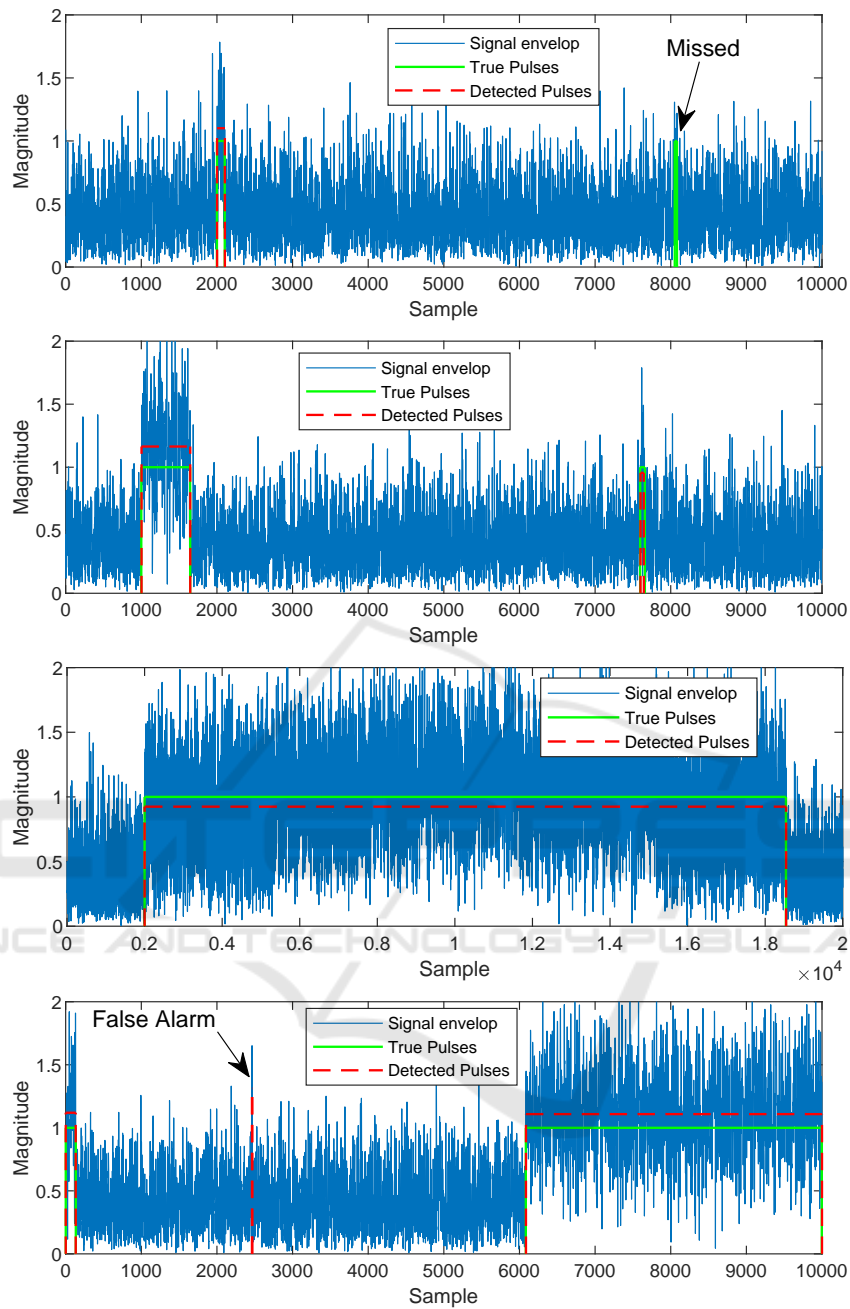 Magnitude
2
1.5
1
0.5
0
Signal envelop
True Pulses
Detected Pulses
Missed
0 1000 2000 3000 4000 5000 6000 7000 8000 9000 10000
Sample
Magnitude
2
1.5
1
0.5
0
Signal envelop
True Pulses
Detected Pulses
0 1000 2000 3000 4000 5000 6000 7000 8000 9000 10000
Sample
Magnitude
2
1.5
1
0.5
0
Signal envelop
True Pulses
Detected Pulses
0 0.2 0.4 0.6 0.8 1 1.2 1.4 1.6 1.8 2
Sample
×10⁴
Magnitude
2
1.5
1
0.5
0
False Alarm
Signal envelop
True Pulses
Detected Pulses
0 1000 2000 3000 4000 5000 6000 7000 8000 9000 10000
Sample